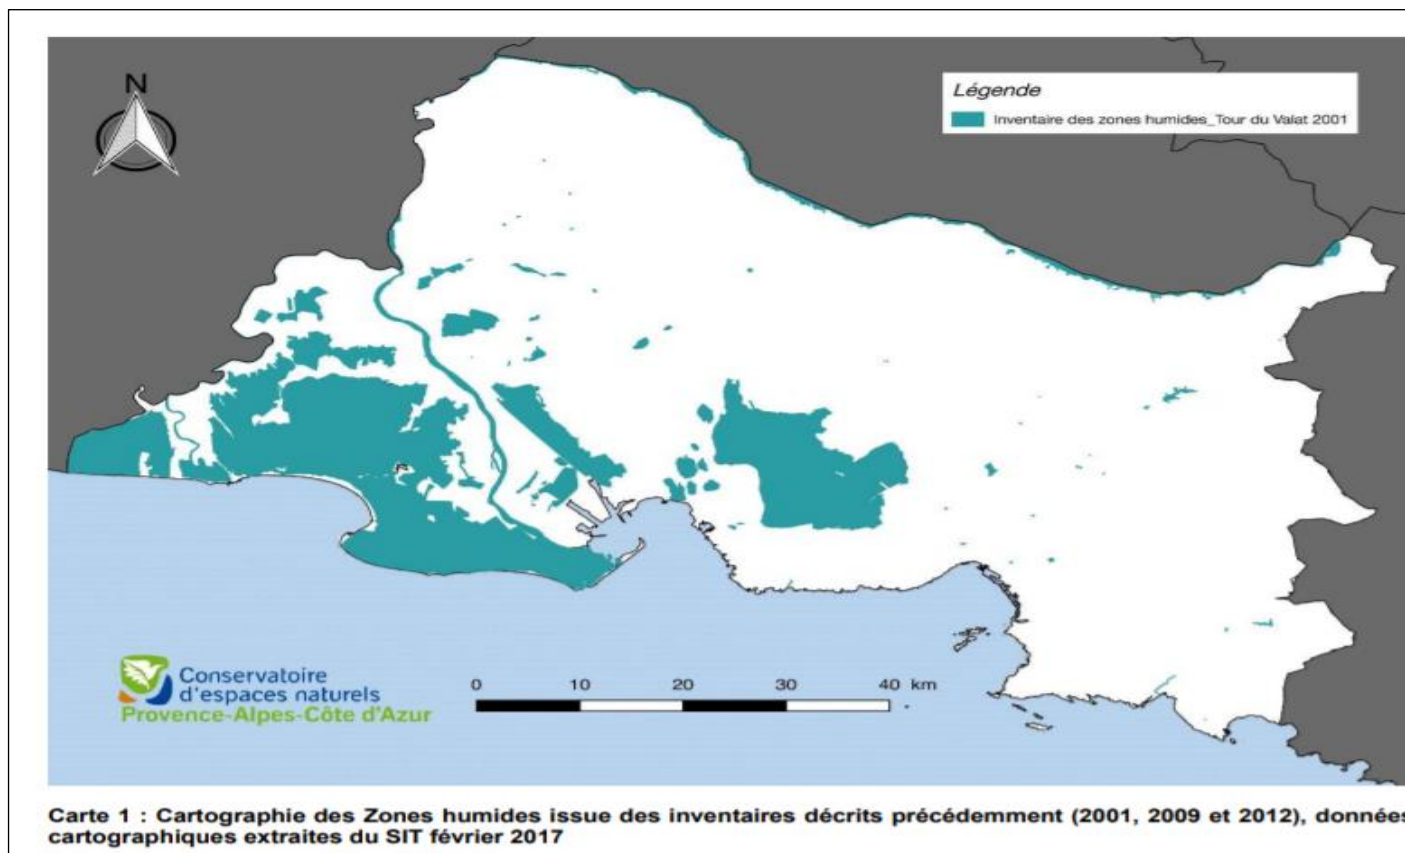 N
Légende
Inventaire des zones humides_Tour du Valat 2001
Conservatoire
d'espaces naturels
Provence-Alpes-Côte d'Azur
0 10 20 30 40 km
Carte 1 : Cartographie des Zones humides issue des inventaires décrits précédemment (2001, 2009 et 2012), données
cartographiques extraites du SIT février 2017